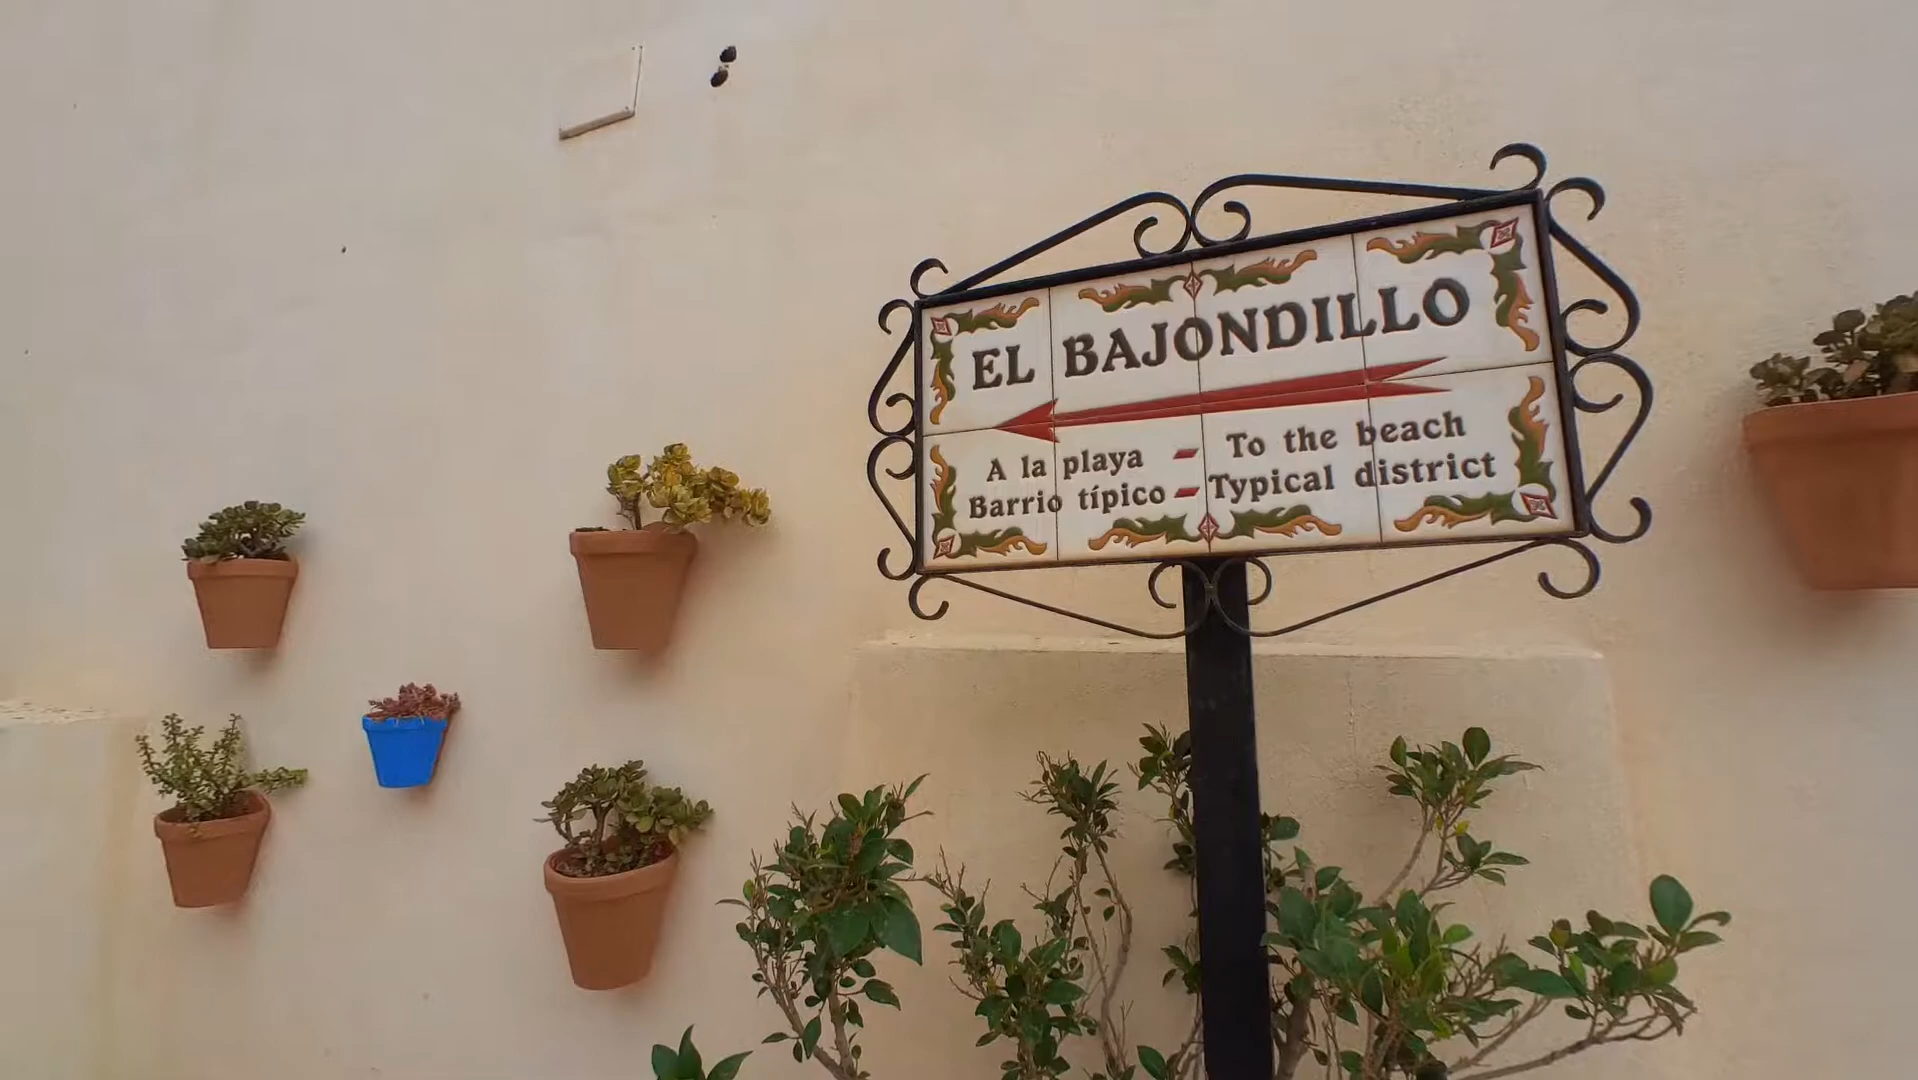 EL BAJONDILLO
A la playa - To the beach
Barrio típico - Typical district